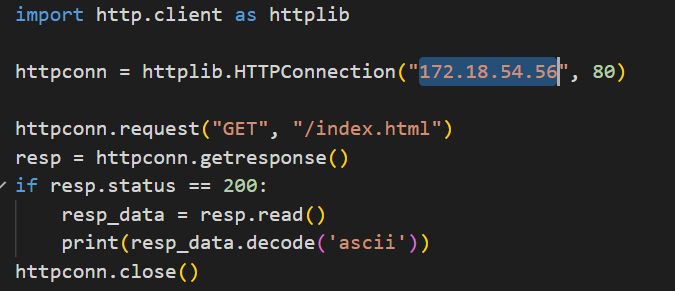 import http.client as httplib
httpconn = httplib.HTTPConnection("172.18.54.56", 80)
httpconn.request("GET", "/index.html")
resp = httpconn.getresponse()
if resp.status == 200:
    resp_data = resp.read()
    print(resp_data.decode('ascii'))
httpconn.close()